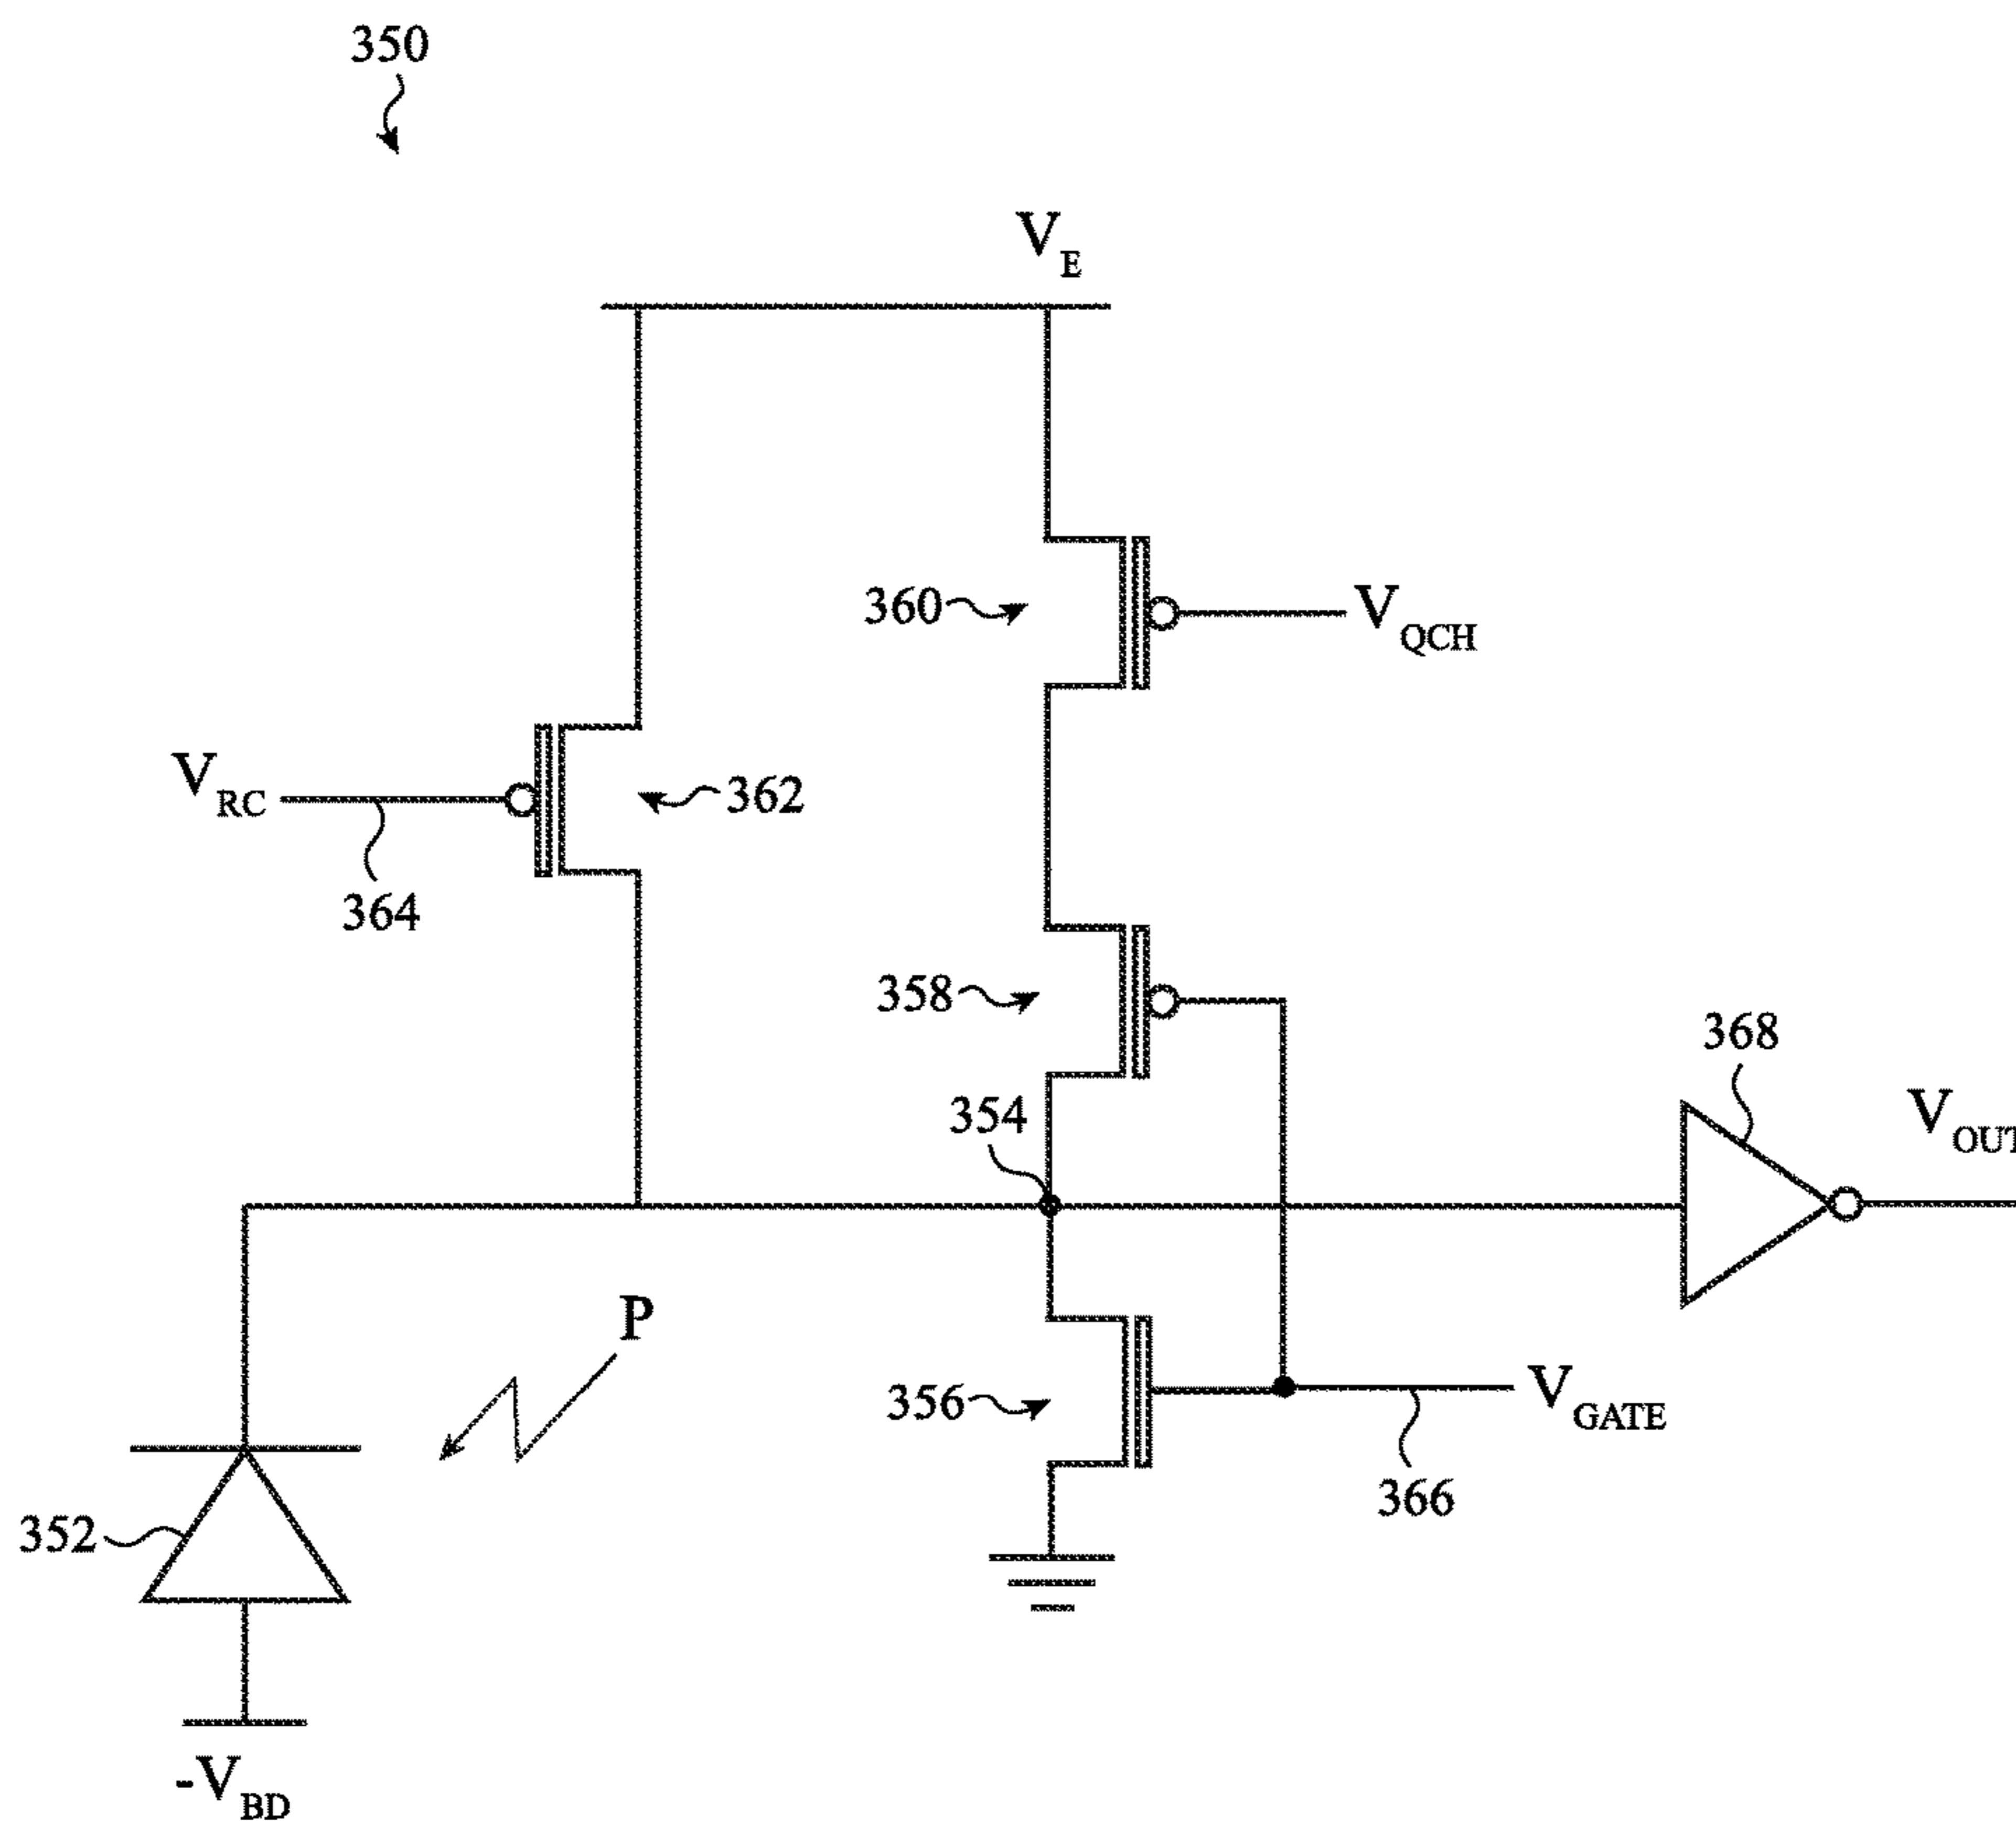 350
V_E
360
V_QCH
V_RC
362
364
358
368
354
V_OUT
P
356
V_GATE
366
352
-V_BD